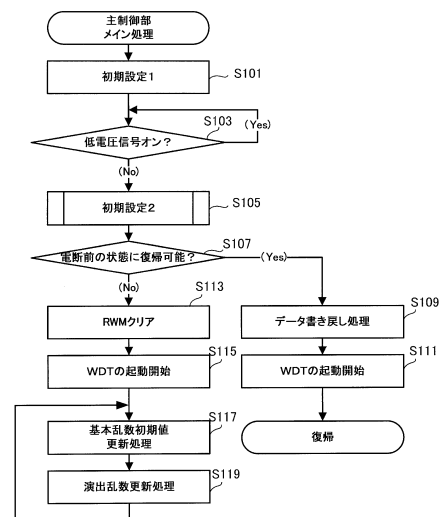 主制御部
メイン処理
初期設定1
S101
低電圧信号オン?
S103
(Yes)
(No)
初期設定2
S105
電断前の状態に復帰可能?
S107
(Yes)
(No)
RWMクリア
S113
データ書き戻し処理
S109
WDTの起動開始
S115
WDTの起動開始
S111
基本乱数初期値
更新処理
S117
復帰
演出乱数更新処理
S119